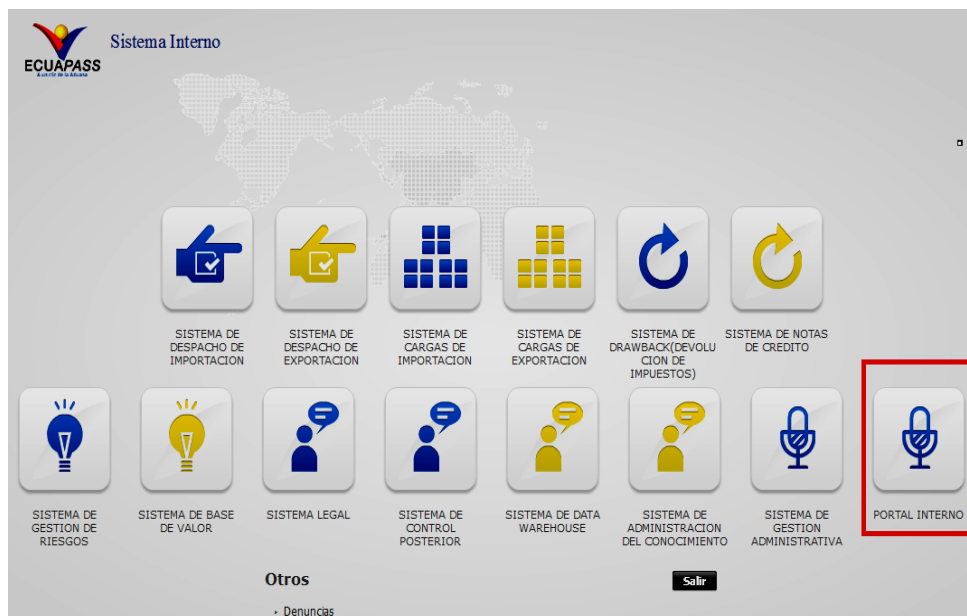 Sistema Interno
ECUAPASS
SISTEMA DE
DESPACHO DE
IMPORTACION
SISTEMA DE
DESPACHO DE
EXPORTACION
SISTEMA DE
CARGAS DE
IMPORTACION
SISTEMA DE
CARGAS DE
EXPORTACION
SISTEMA DE
DRAWBACK(DEVOLU
CION DE
IMPUESTOS)
SISTEMA DE NOTAS
DE CREDITO
SISTEMA DE
GESTION DE
RIESGOS
SISTEMA DE BASE
DE VALOR
SISTEMA LEGAL
SISTEMA DE
CONTROL
POSTERIOR
SISTEMA DE DATA
WAREHOUSE
SISTEMA DE
ADMINISTRACION
DEL CONOCIMIENTO
SISTEMA DE
GESTION
ADMINISTRATIVA
PORTAL INTERNO
Otros
Salir
Denuncias